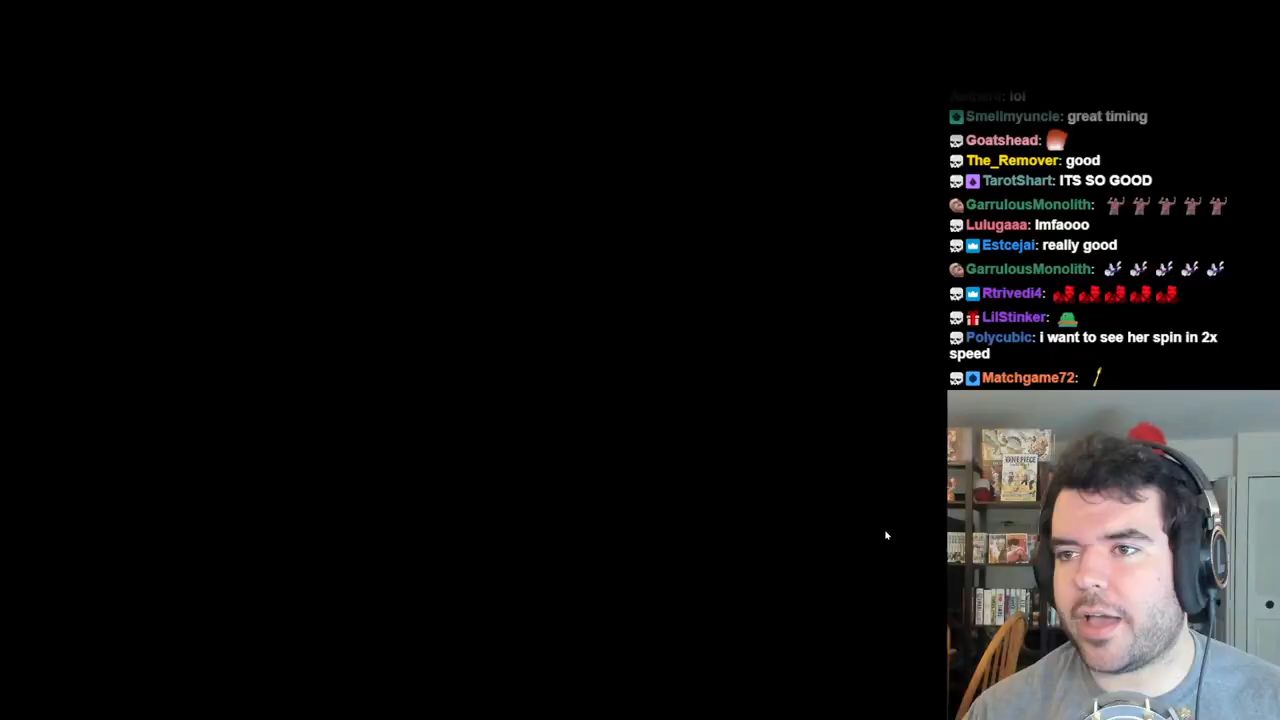 lol
Smellmyuncle: great timing
Goatshead:
The_Remover: good
TarotShart: ITS SO GOOD
GarrulousMonolith:
Lulugaaa: lmfaooo
Estcejai: really good
GarrulousMonolith:
Rtrivedi4:
LilStinker:
Polycubic: i want to see her spin in 2x
speed
Matchgame72:
ONE PIECE